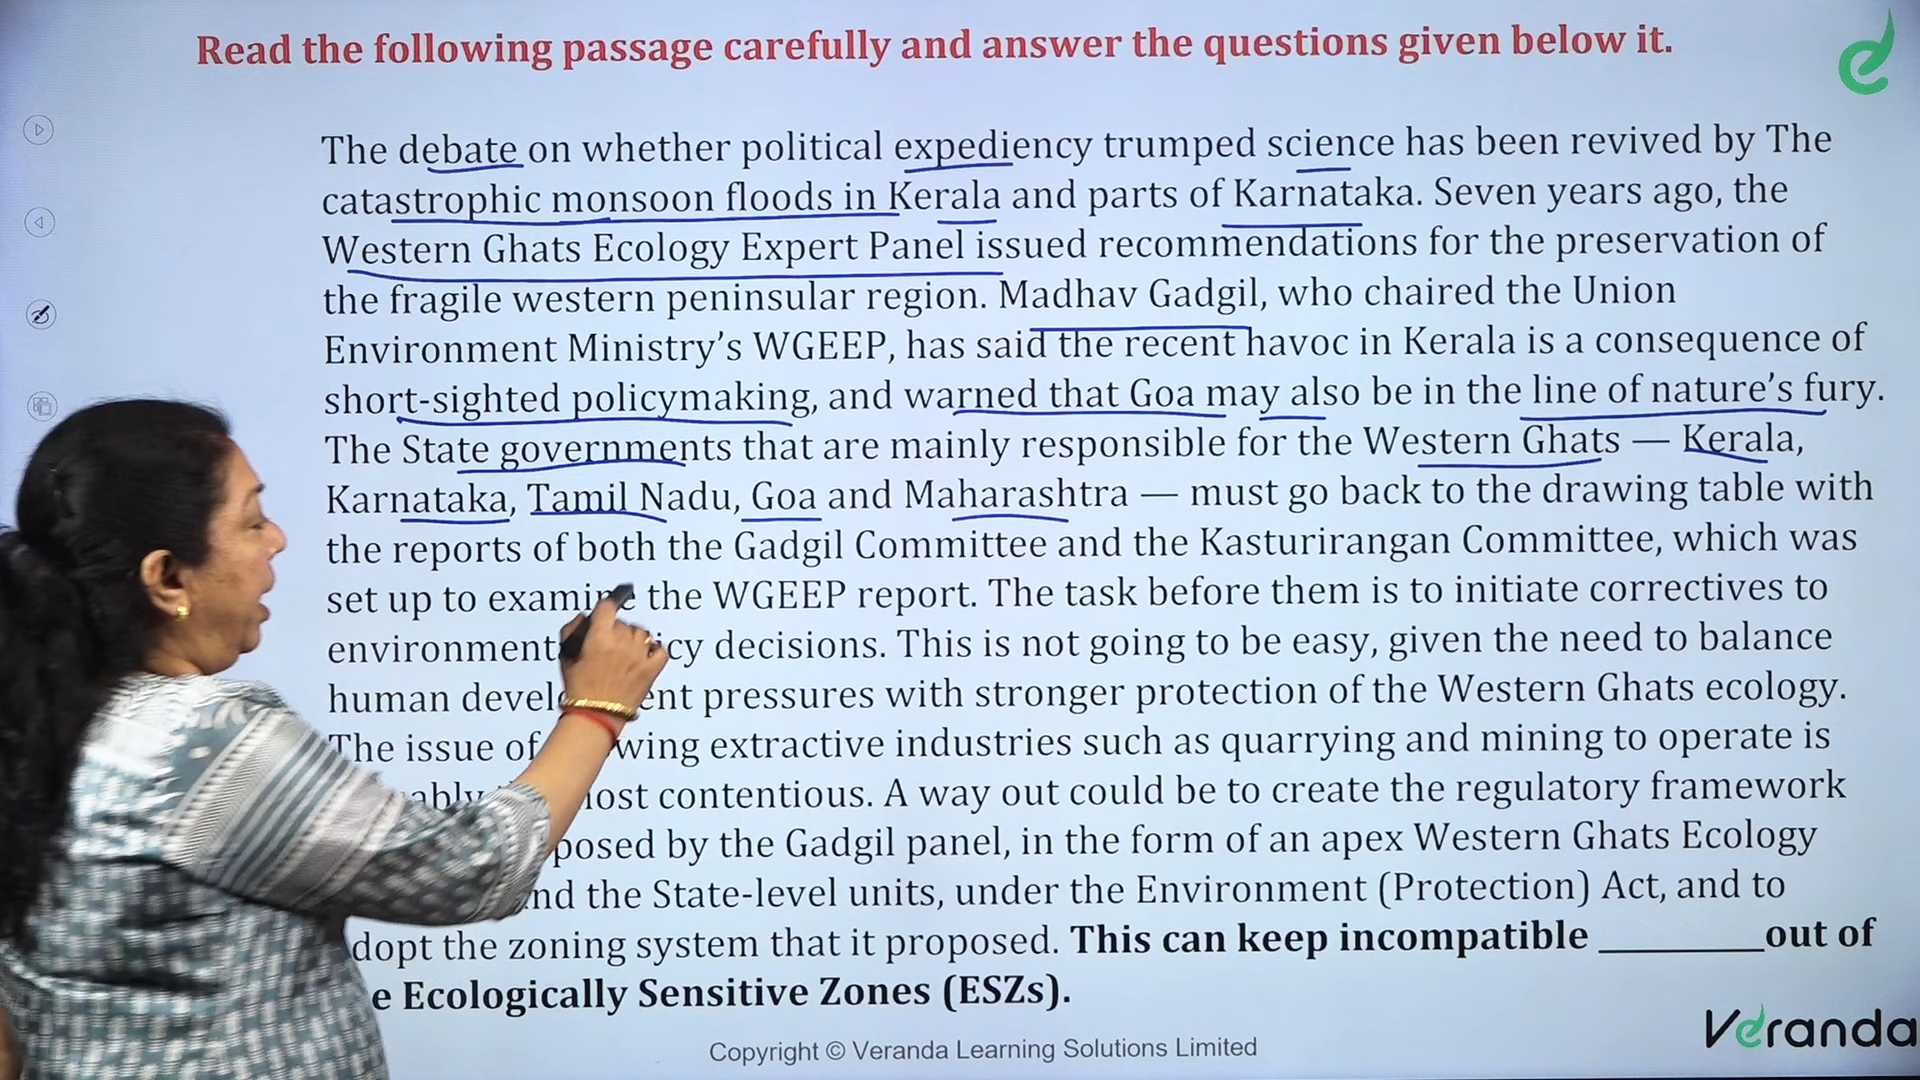 Read the following passage carefully and answer the questions given below it.
The debate on whether political expediency trumped science has been revived by The
catastrophic monsoon floods in Kerala and parts of Karnataka. Seven years ago, the
Western Ghats Ecology Expert Panel issued recommendations for the preservation of
the fragile western peninsular region. Madhav Gadgil, who chaired the Union
Environment Ministry's WGEEP, has said the recent havoc in Kerala is a consequence of
short-sighted policymaking, and warned that Goa may also be in the line of nature's fury.
The State governments that are mainly responsible for the Western Ghats — Kerala,
Karnataka, Tamil Nadu, Goa and Maharashtra — must go back to the drawing table with
the reports of both the Gadgil Committee and the Kasturirangan Committee, which was
set up to examine the WGEEP report. The task before them is to initiate correctives to
decisions. This is not going to be easy, given the need to balance
human pressures with stronger protection of the Western Ghats ecology.
The issue of extractive industries such as quarrying and mining to operate is
contentious. A way out could be to create the regulatory framework
by the Gadgil panel, in the form of an apex Western Ghats Ecology
the State-level units, under the Environment (Protection) Act, and to
the zoning system that it proposed. This can keep incompatible ________out of
Ecologically Sensitive Zones (ESZs).
Veranda
Copyright © Veranda Learning Solutions Limited